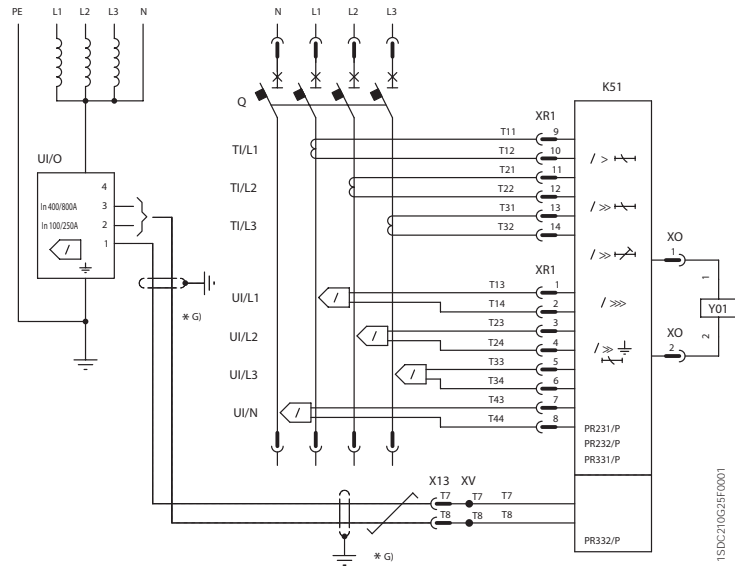 PE L1 L2 L3 N
N L1 L2 L3
K51
Q
XR1
UI/O
TI/L1
T11 9
T12 10
4
TI/L2
T21 11
T22 12
In 400/800A 3
In 100/250A 2
1
TI/L3
T31 13
T32 14
XO
1
1
XR1
UI/L1
T13 1
T14 2
* G)
Y01
UI/L2
T23 3
T24 4
2
XO
2
UI/L3
T33 5
T34 6
UI/N
T43 7
T44 8
PR231/P
PR232/P
PR331/P
X13 XV
T7 T7 T7
T8 T8 T8
PR332/P
* G)
1SDC210G25F0001